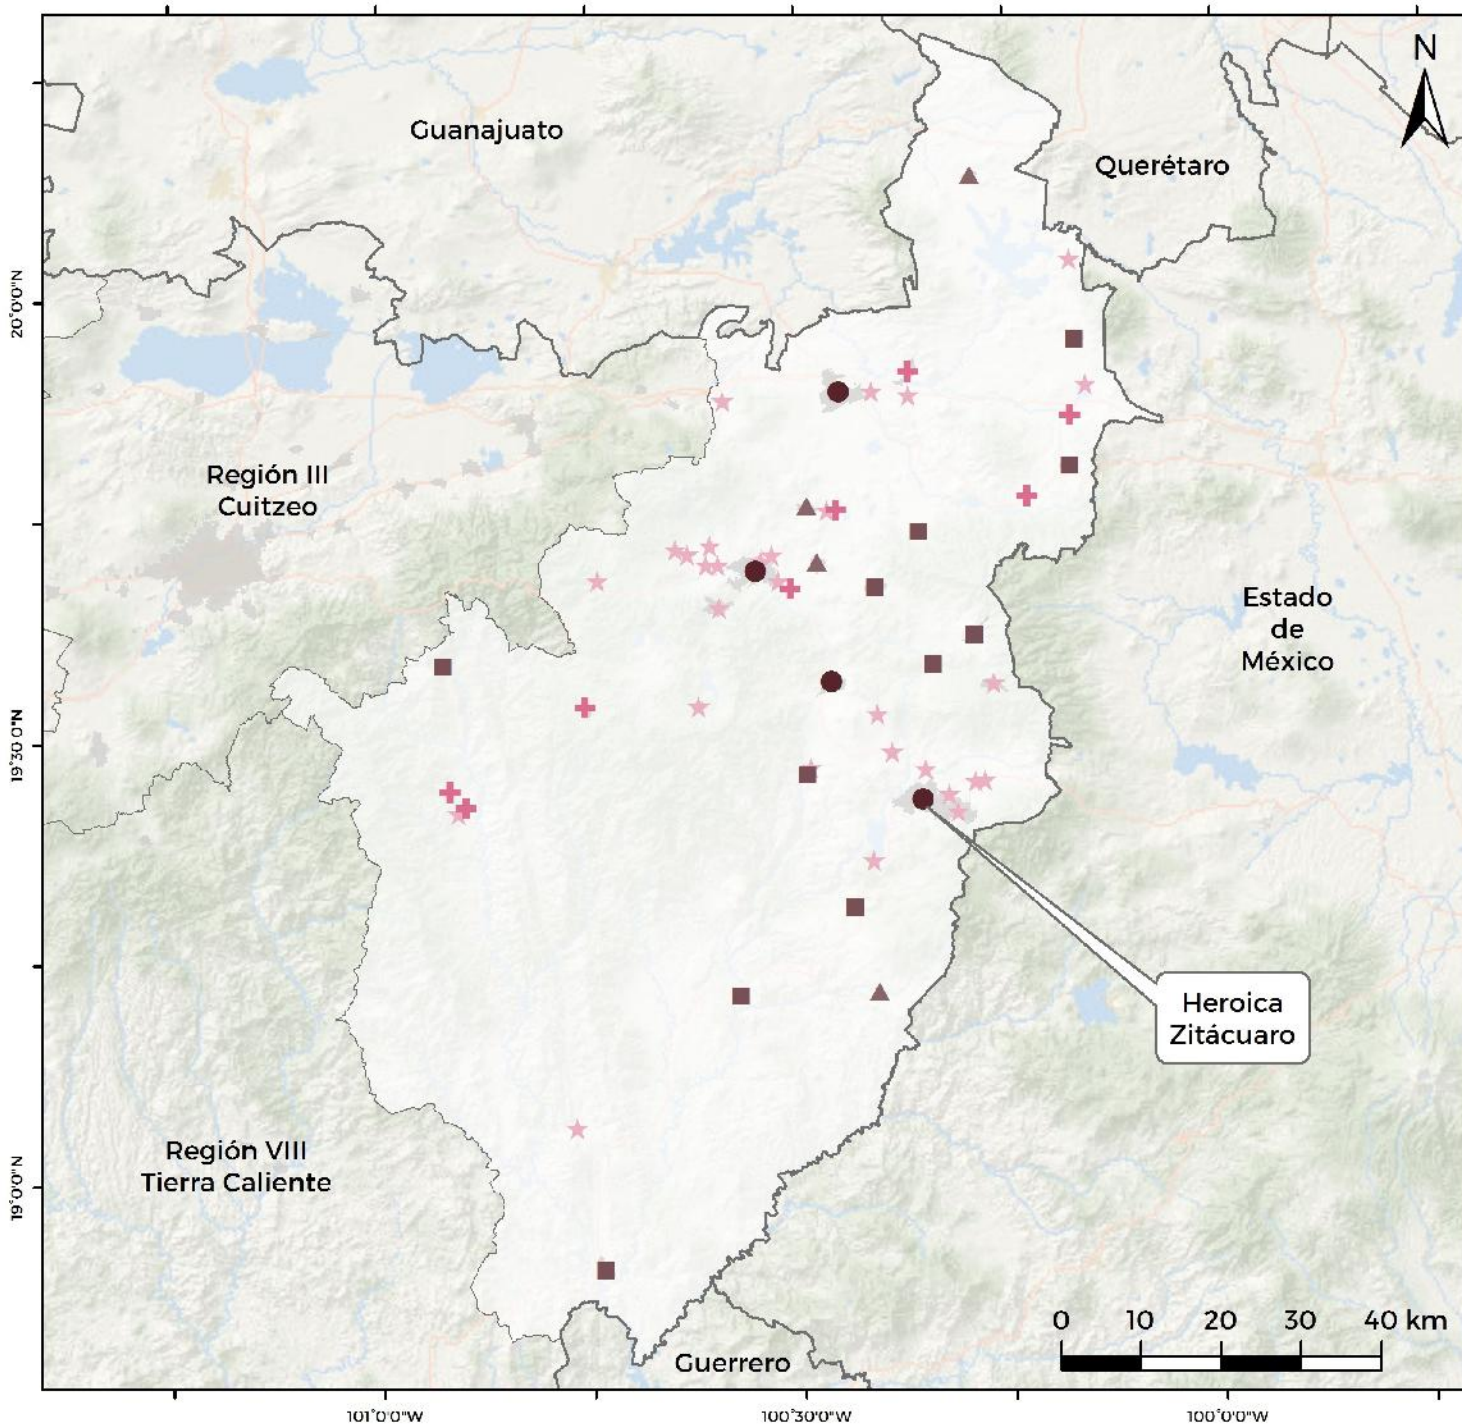 N
Guanajuato
Querétaro
20°0'0"N
Región III
Cuitzeo
Estado
de
México
19°30'0"N
Heroica
Zitácuaro
Región VIII
Tierra Caliente
19°0'0"N
0 10 20 30 40 km
Guerrero
101°0'0"W
100°30'0"W
100°0'0"W